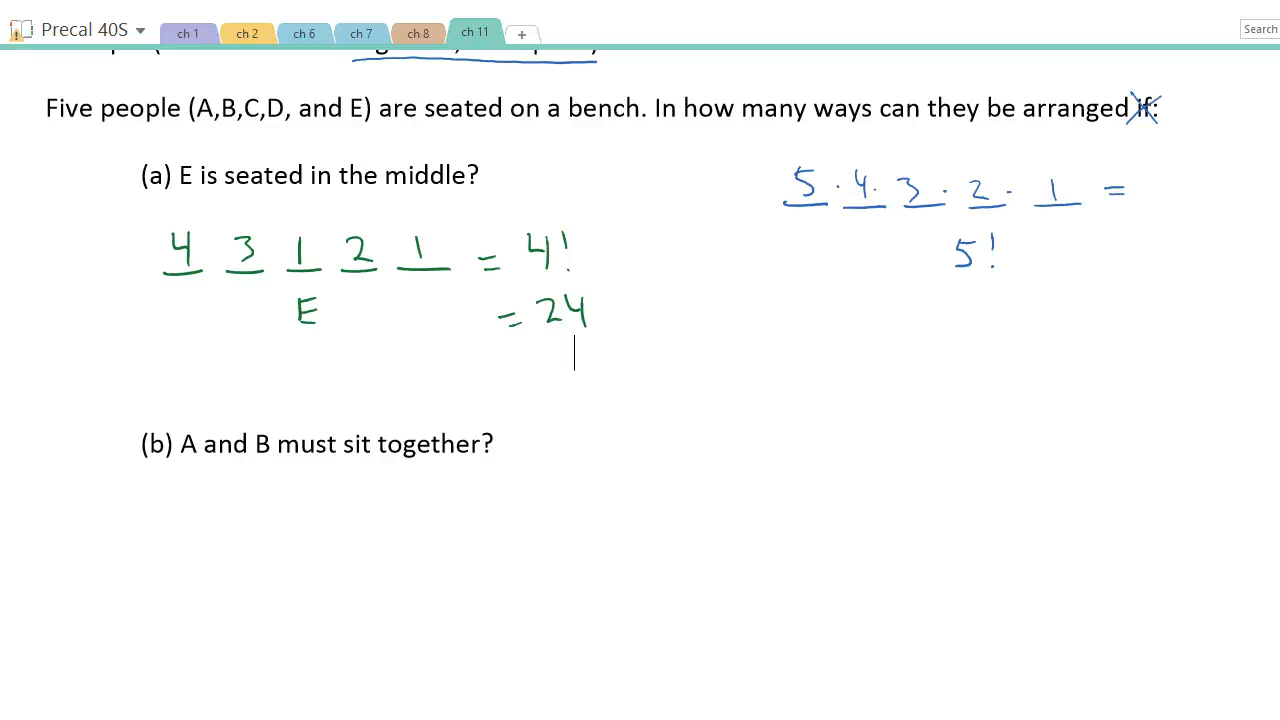 Precal 40S ch 1 ch 2 ch 6 ch 7 ch 8 ch 11 + Search
Five people (A,B,C,D, and E) are seated on a bench. In how many ways can they be arranged if:
(a) E is seated in the middle?
5 · 4 · 3 · 2 · 1 =
5!
4 3 1 2 1 = 4!
E = 24
(b) A and B must sit together?